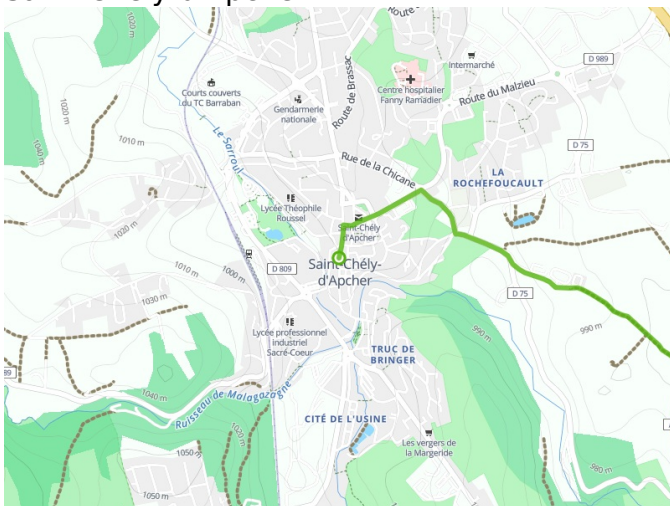 Route d
Route de Brassac
Intermarché
D 989
Courts couverts
du TC Barraban
Centre hospitalier
Fanny Ramadier
Gendarmerie
nationale
Route du Malzieu
1020 m
1020 m
1040 m
1010 m
Le Sarroul
D 75
Rue de la Chicane
LA
ROCHEFOUCAULT
Lycée Théophile
Roussel
1020 m
Saint-Chély
d'Apcher
Saint-Chély-
d'Apcher
D 809
1010 m
1000 m
1030 m
D 75
990 m
990 m
Lycée professionnel
industriel
Sacré-Coeur
TRUC DE
BRINGER
89
1040 m
Ruisseau de Malagazagne
CITÉ DE L'USINE
Les vergers de
la Margeride
1050 m
980 m
1050 m